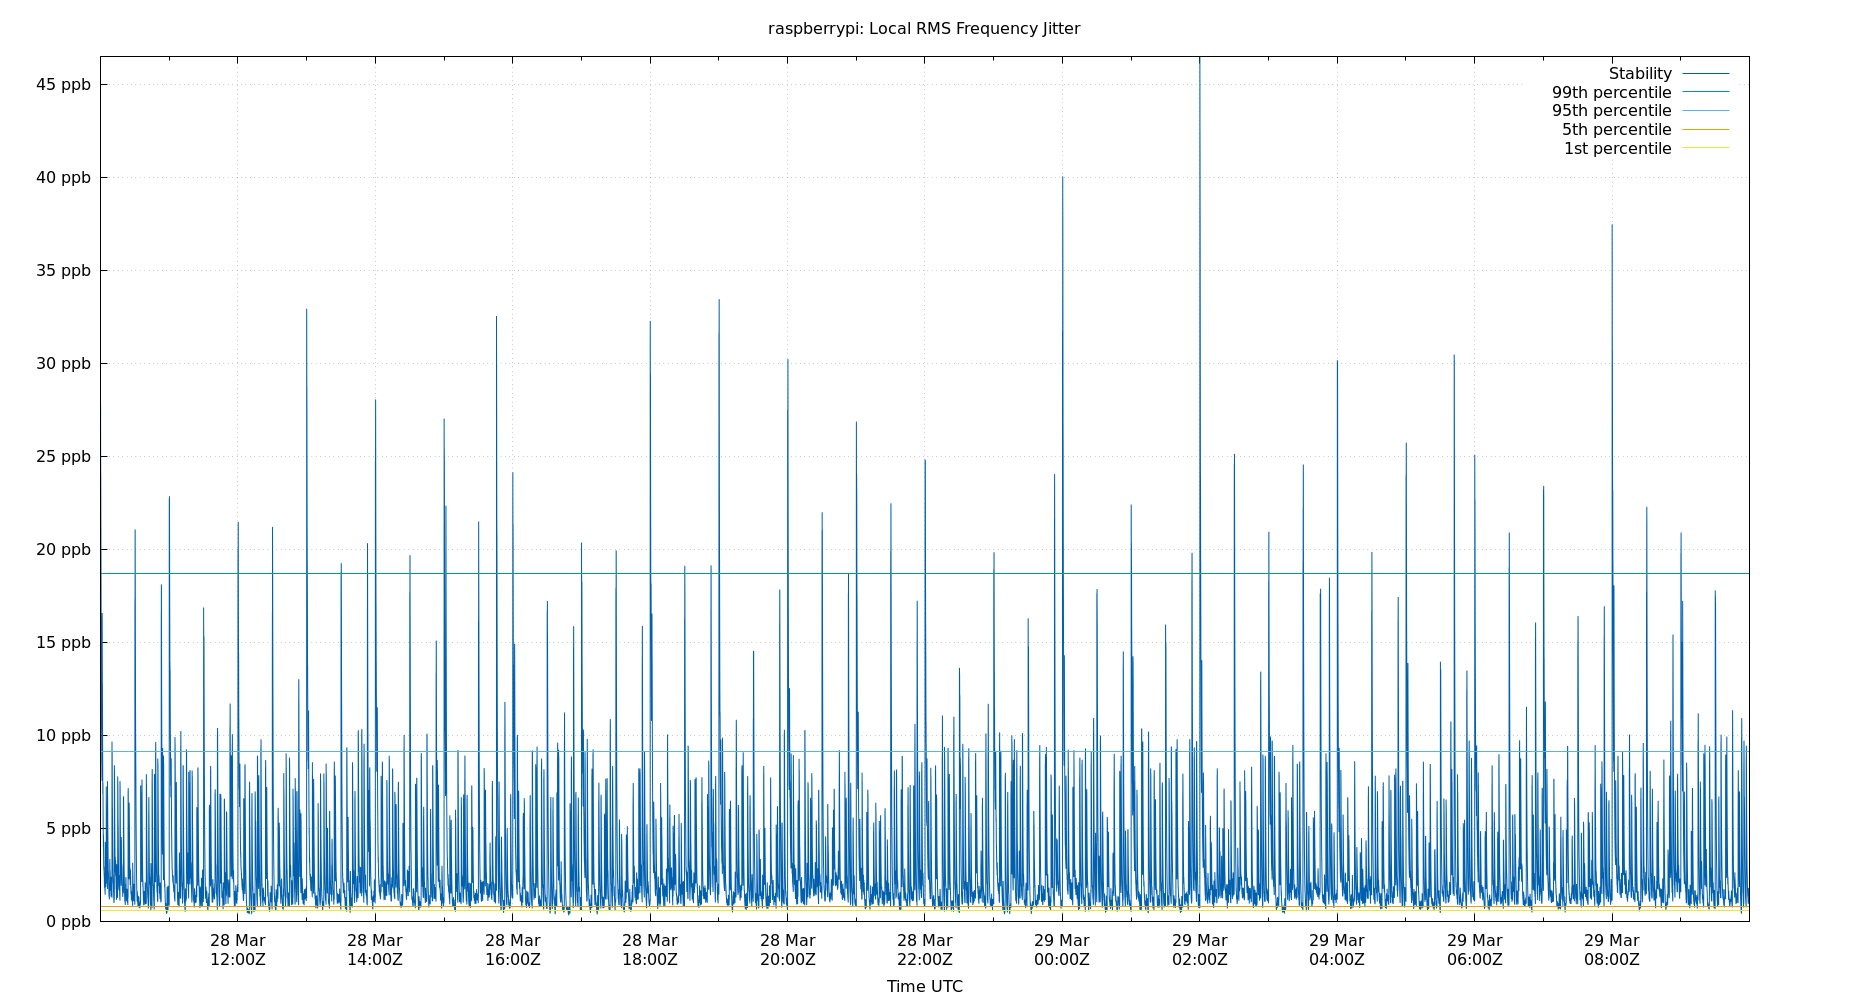 raspberrypi: Local RMS Frequency Jitter
45 ppb
40 ppb
35 ppb
30 ppb
25 ppb
20 ppb
15 ppb
10 ppb
5 ppb
0 ppb
Stability
99th percentile
95th percentile
5th percentile
1st percentile
28 Mar
12:00Z
28 Mar
14:00Z
28 Mar
16:00Z
28 Mar
18:00Z
28 Mar
20:00Z
28 Mar
22:00Z
29 Mar
00:00Z
29 Mar
02:00Z
29 Mar
04:00Z
29 Mar
06:00Z
29 Mar
08:00Z
Time UTC